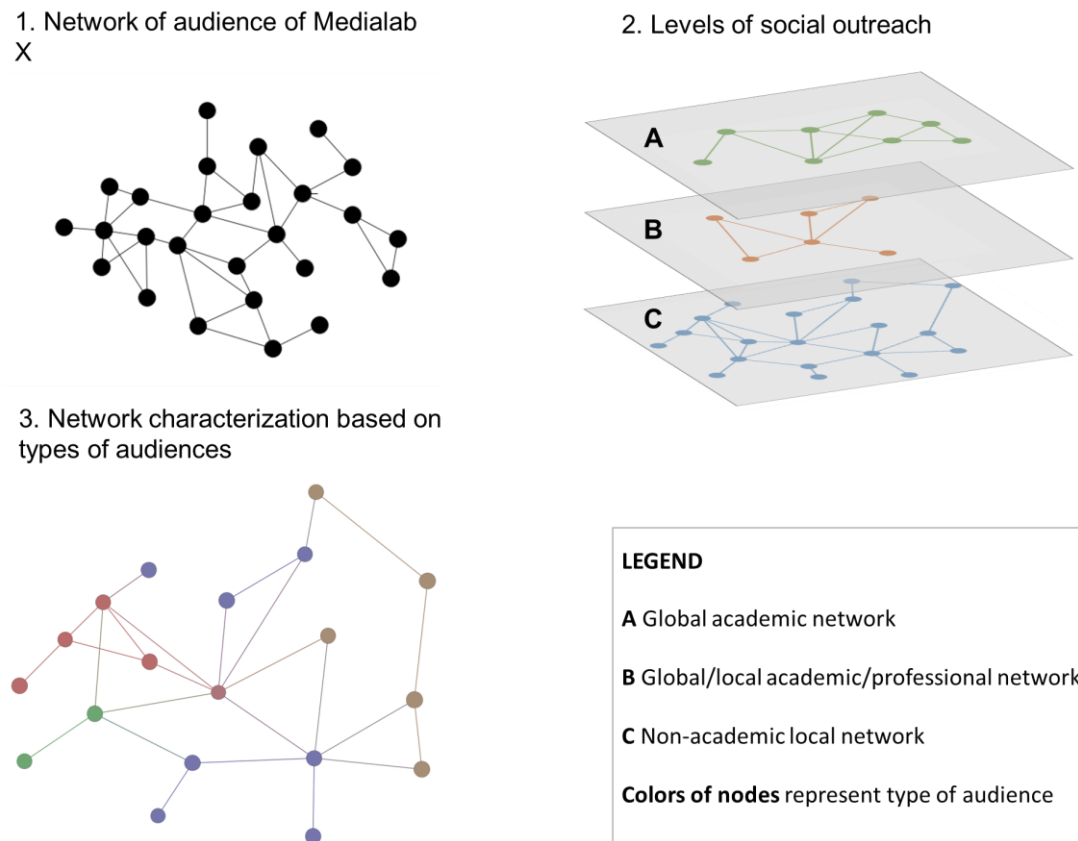 1. Network of audience of Medialab
X
2. Levels of social outreach
A
B
C
3. Network characterization based on
types of audiences
LEGEND
A Global academic network
B Global/local academic/professional network
C Non-academic local network
Colors of nodes represent type of audience